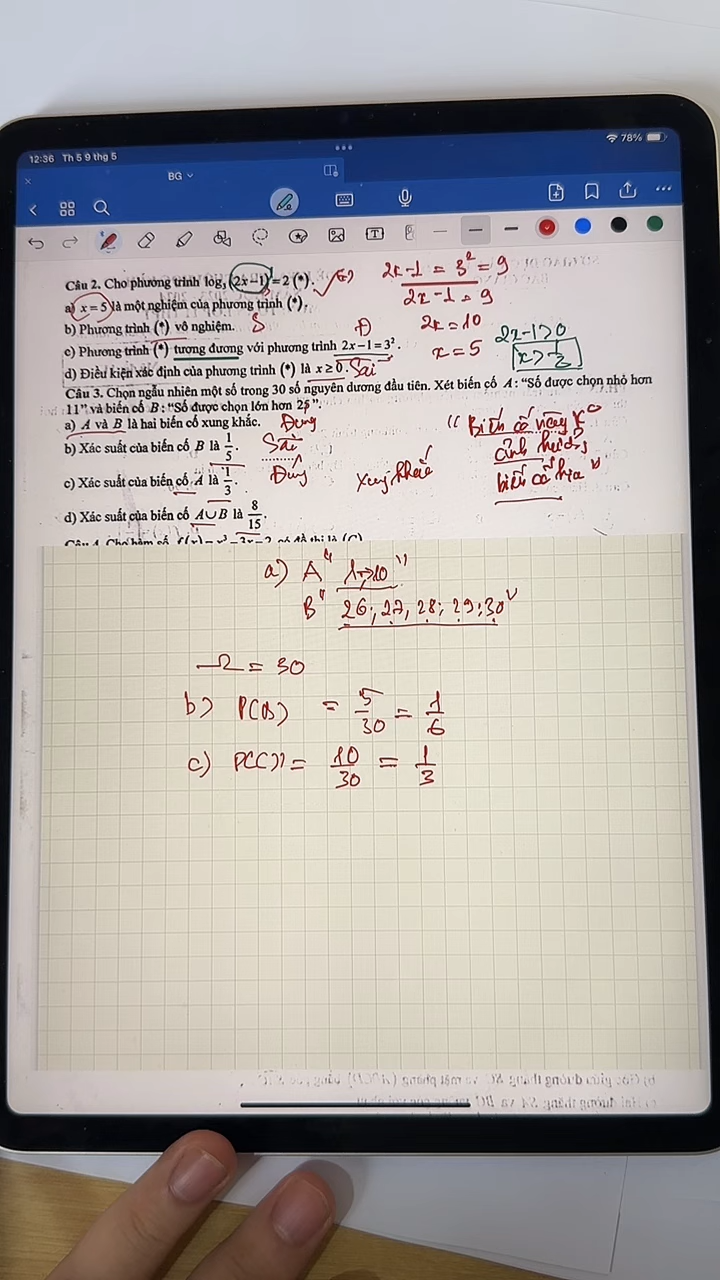 12:36 Th 5 9 thg 5
78%
BG
Câu 2. Cho phương trình log₃(2x−1)=2 (*).
2x-1 = 3² = 9
a) x = 5 là một nghiệm của phương trình (*).
2x-1 = 9
b) Phương trình (*) vô nghiệm. S
2x = 10
c) Phương trình (*) tương đương với phương trình 2x−1=3². Đ
x = 5
2x-1>0
d) Điều kiện xác định của phương trình (*) là x ≥ 0. Sai
x > 1/2
Câu 3. Chọn ngẫu nhiên một số trong 30 số nguyên dương đầu tiên. Xét biến cố A: “Số được chọn nhỏ hơn
11” và biến cố B: “Số được chọn lớn hơn 25”.
a) A và B là hai biến cố xung khắc. Đúng
b) Xác suất của biến cố B là 1/5. Sai
c) Xác suất của biến cố A là 1/3. Đúng
Xung khắc
“ Biến cố này
ảnh
biến cố kia ”
d) Xác suất của biến cố A∪B là 8/15.
a) A “ 1→10 ”
B “ 26; 27, 28; 29; 30 ”
Ω = 30
b) P(B) = 5/30 = 1/6
= 10/30 = 1/3